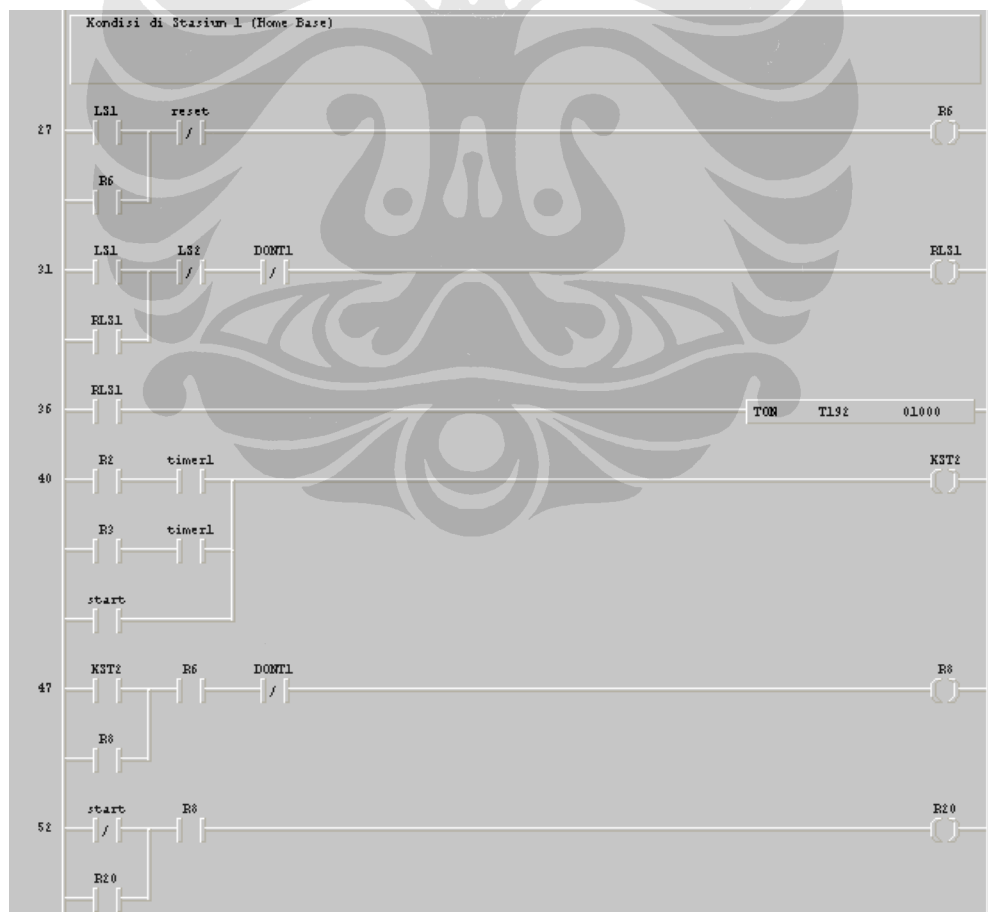 Kondisi di Stasiun 1 (Home Base)
LS1 reset R6
27
R6
LS1 LS2 DONT1 RLS1
31
RLS1
RLS1
36 TON T192 01000
R2 timer1 KST2
40
R3 timer1
start
KST2 R6 DONT1 R8
47
R8
start R8 R20
52
R20